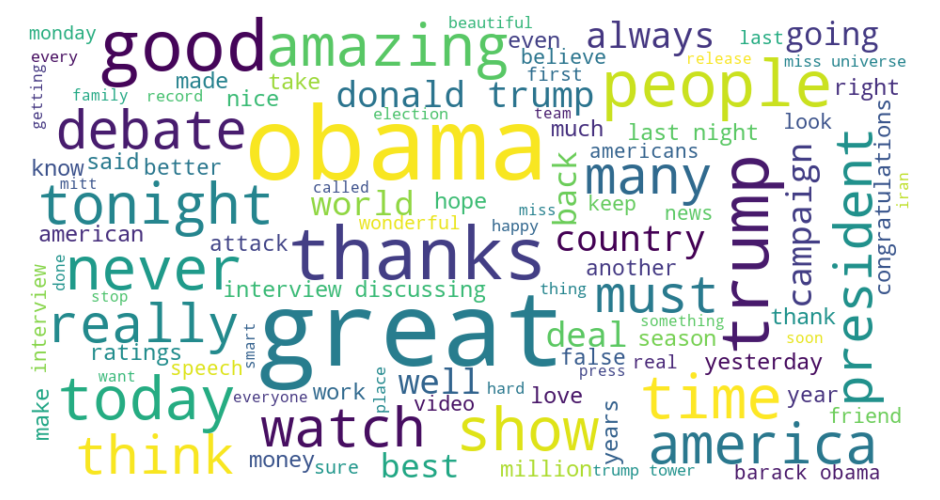 monday
good
amazing
beautiful
even
always
last
going
every
getting
family
made
record
nice
take
believe
first
release
miss universe
right
donald trump
people
debate
obama
election
team
much
last night
look
congratulations
know
said
better
mitt
tonight
called
world
hope
back
americans
many
keep
news
trump
campaign
president
iran
american
attack
wonderful
miss
happy
thanks
country
another
never
done
stop
interview discussing
thing
must
thank
interview
really
ratings
smart
great
deal
something
season
soon
false
real
yesterday
speech
want
press
make
today
everyone
work
place
well
hard
love
video
time
year
friend
think
money
sure
watch
best
show
million
years
trump tower
america
barack obama